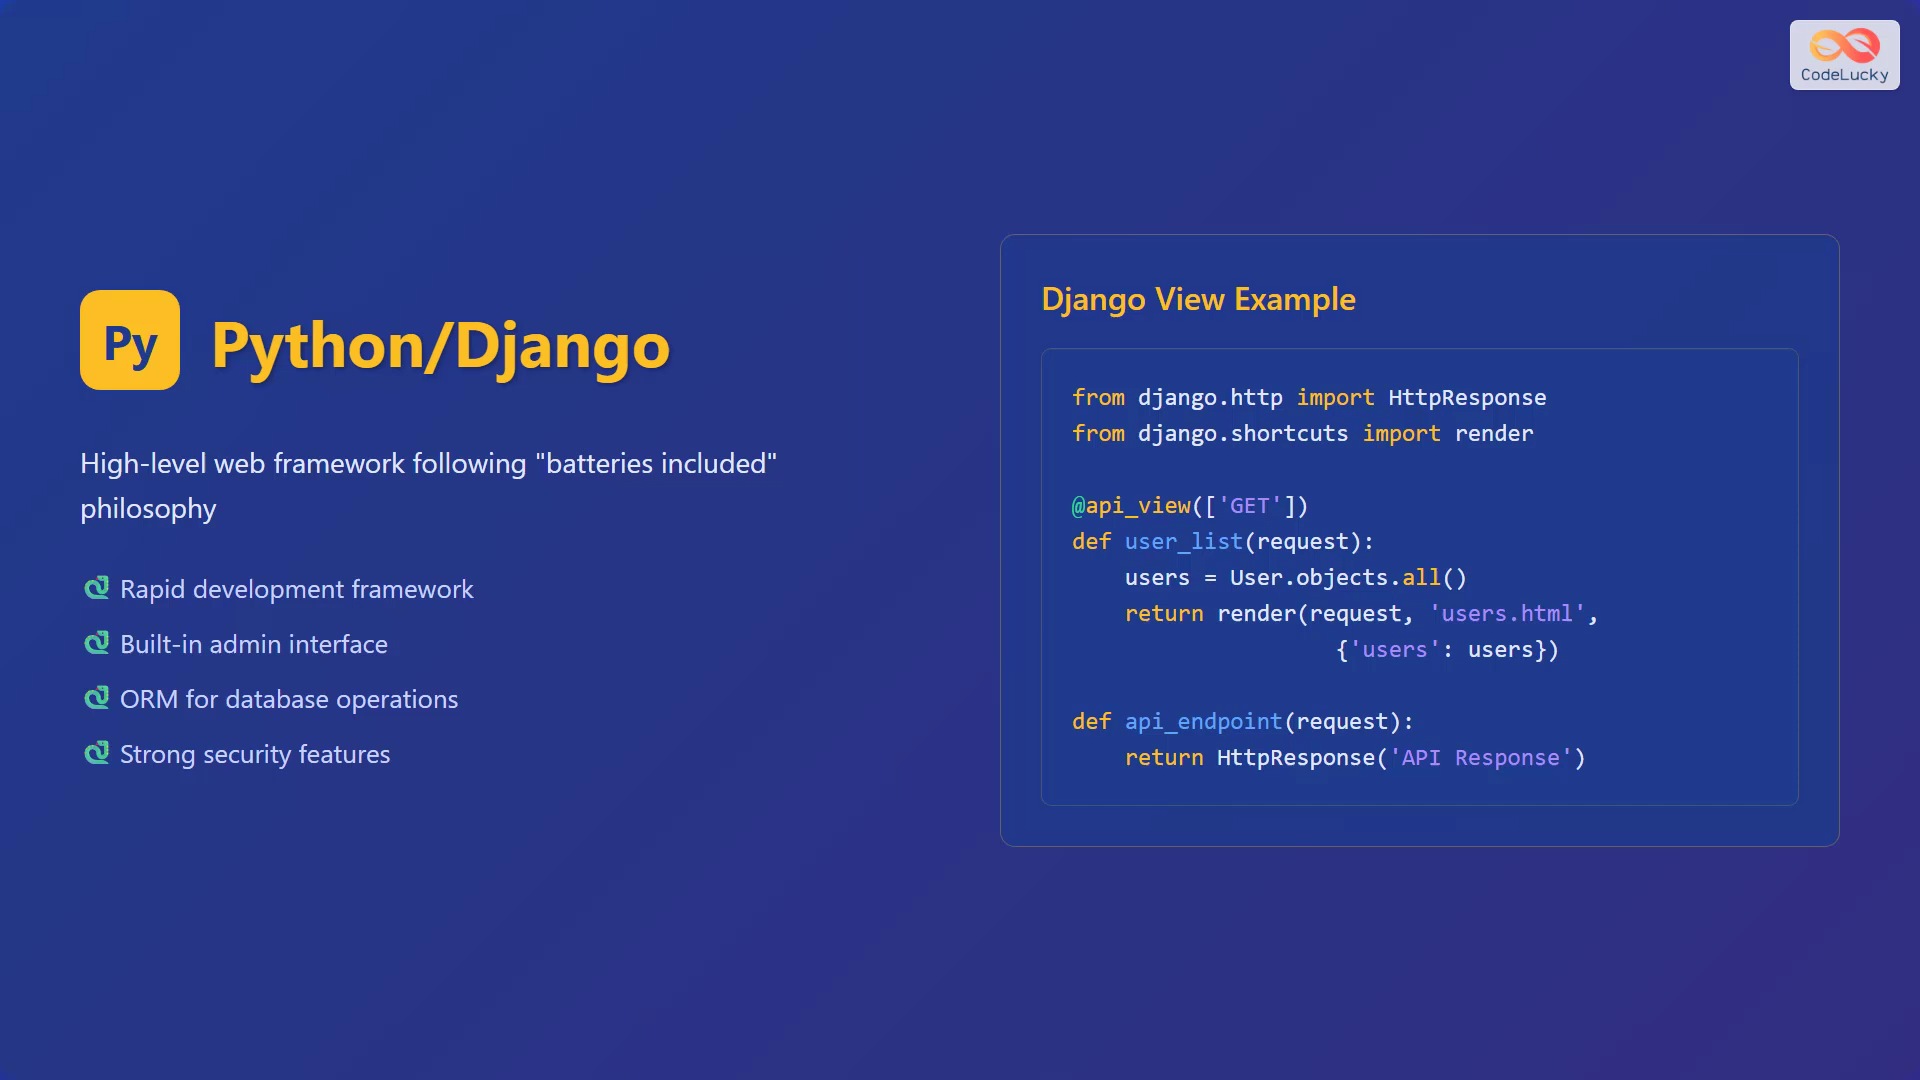 CodeLucky
Py
Python/Django
High-level web framework following "batteries included"
philosophy
Rapid development framework
Built-in admin interface
ORM for database operations
Strong security features
Django View Example
from django.http import HttpResponse
from django.shortcuts import render
@api_view(['GET'])
def user_list(request):
    users = User.objects.all()
    return render(request, 'users.html',
                    {'users': users})
def api_endpoint(request):
    return HttpResponse('API Response')